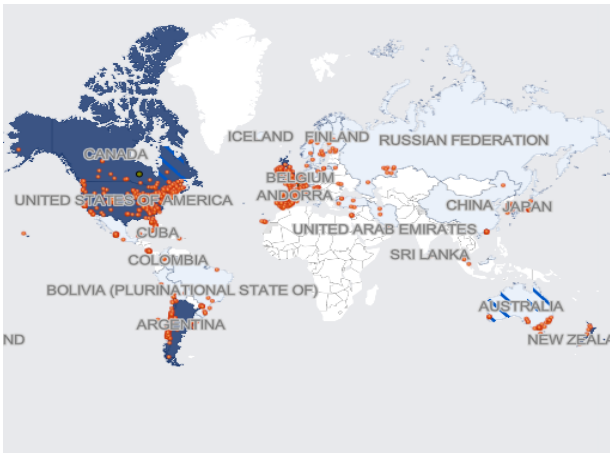 ICELAND
FINLAND
RUSSIAN FEDERATION
CANADA
BELGIUM
ANDORRA
UNITED STATES OF AMERICA
CHINA
JAPAN
CUBA
UNITED ARAB EMIRATES
COLOMBIA
SRI LANKA
BOLIVIA (PLURINATIONAL STATE OF)
AUSTRALIA
ARGENTINA
ND
NEW ZEALA